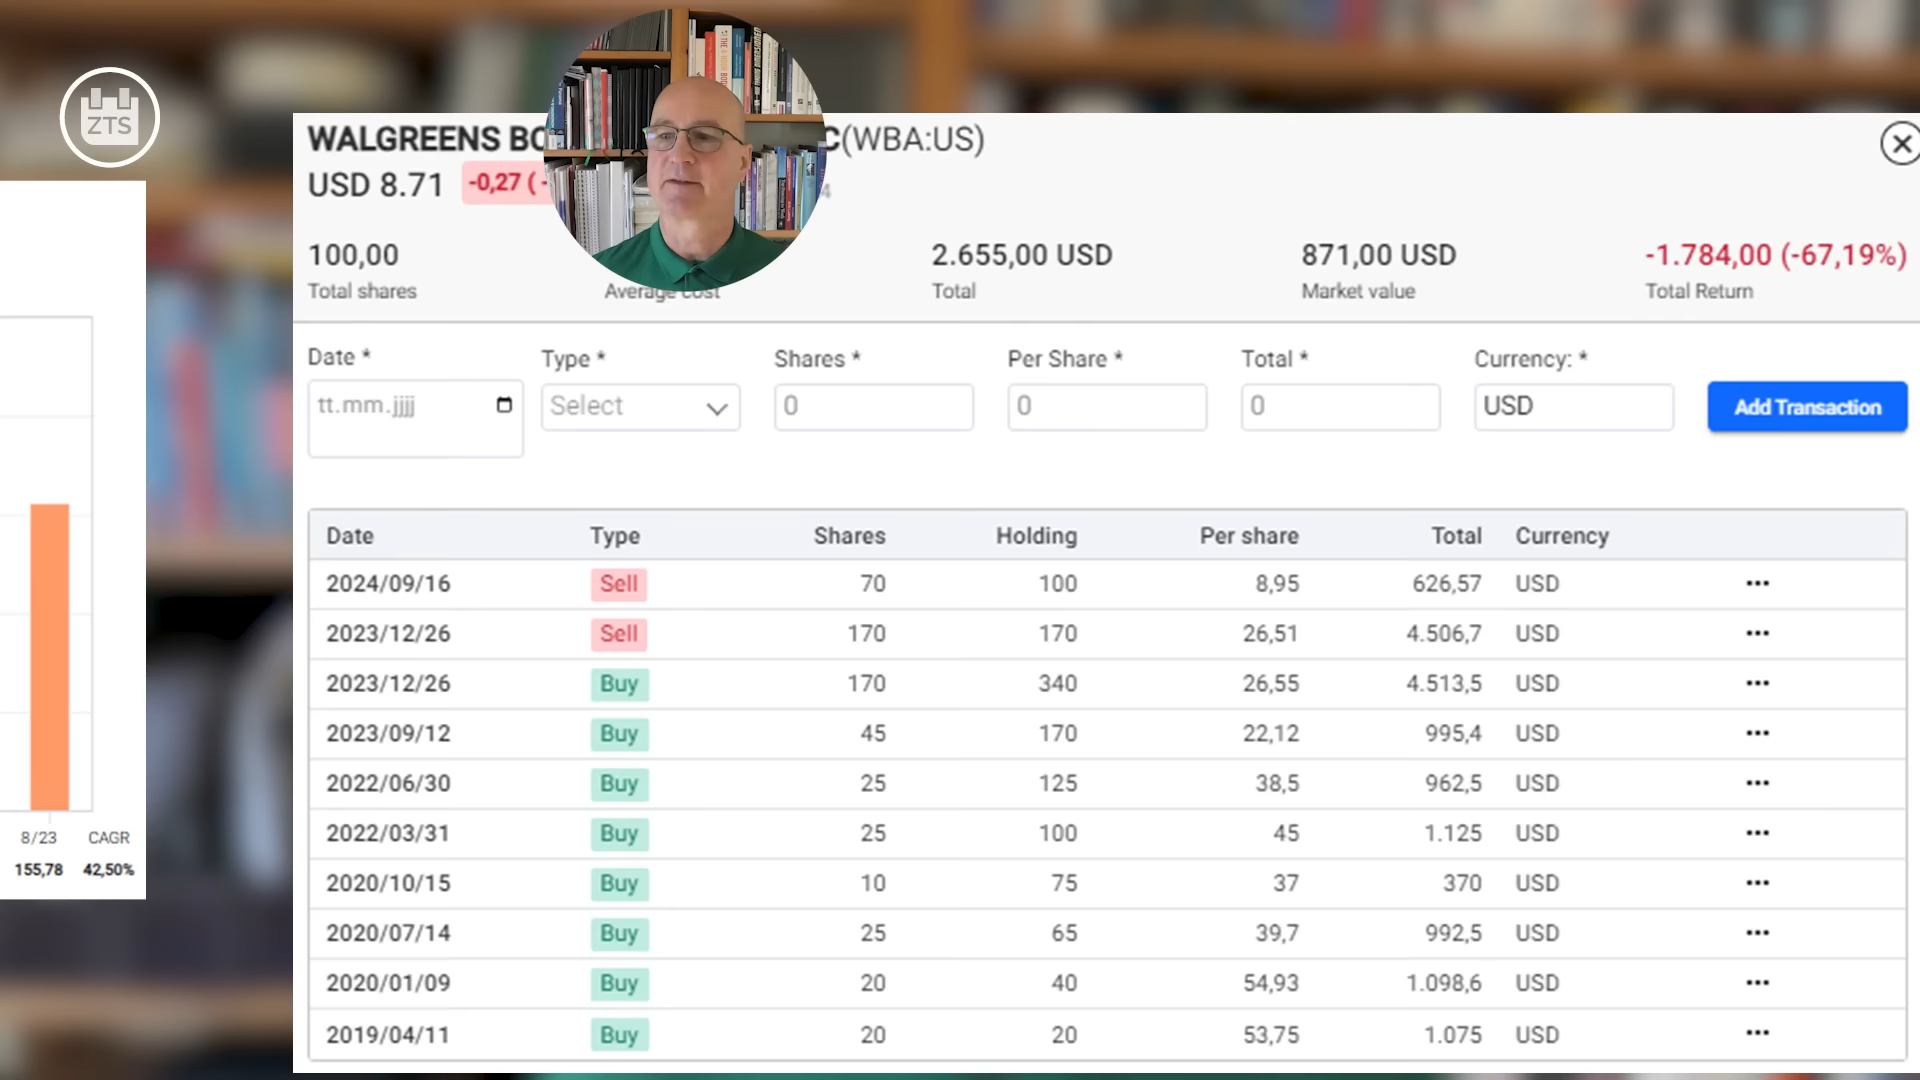 ZTS
WALGREENS BO C(WBA:US)
USD 8.71 -0,27 ( - 4
100,00 2.655,00 USD 871,00 USD -1.784,00 (-67,19%)
Total shares Average cost Total Market value Total Return
Date * Type * Shares * Per Share * Total * Currency: *
tt.mm.jjjj Select 0 0 0 USD Add Transaction
Date Type Shares Holding Per share Total Currency
2024/09/16 Sell 70 100 8,95 626,57 USD •••
2023/12/26 Sell 170 170 26,51 4.506,7 USD •••
2023/12/26 Buy 170 340 26,55 4.513,5 USD •••
2023/09/12 Buy 45 170 22,12 995,4 USD •••
2022/06/30 Buy 25 125 38,5 962,5 USD •••
2022/03/31 Buy 25 100 45 1.125 USD •••
2020/10/15 Buy 10 75 37 370 USD •••
2020/07/14 Buy 25 65 39,7 992,5 USD •••
2020/01/09 Buy 20 40 54,93 1.098,6 USD •••
2019/04/11 Buy 20 20 53,75 1.075 USD •••
8/23 CAGR
155,78 42,50%